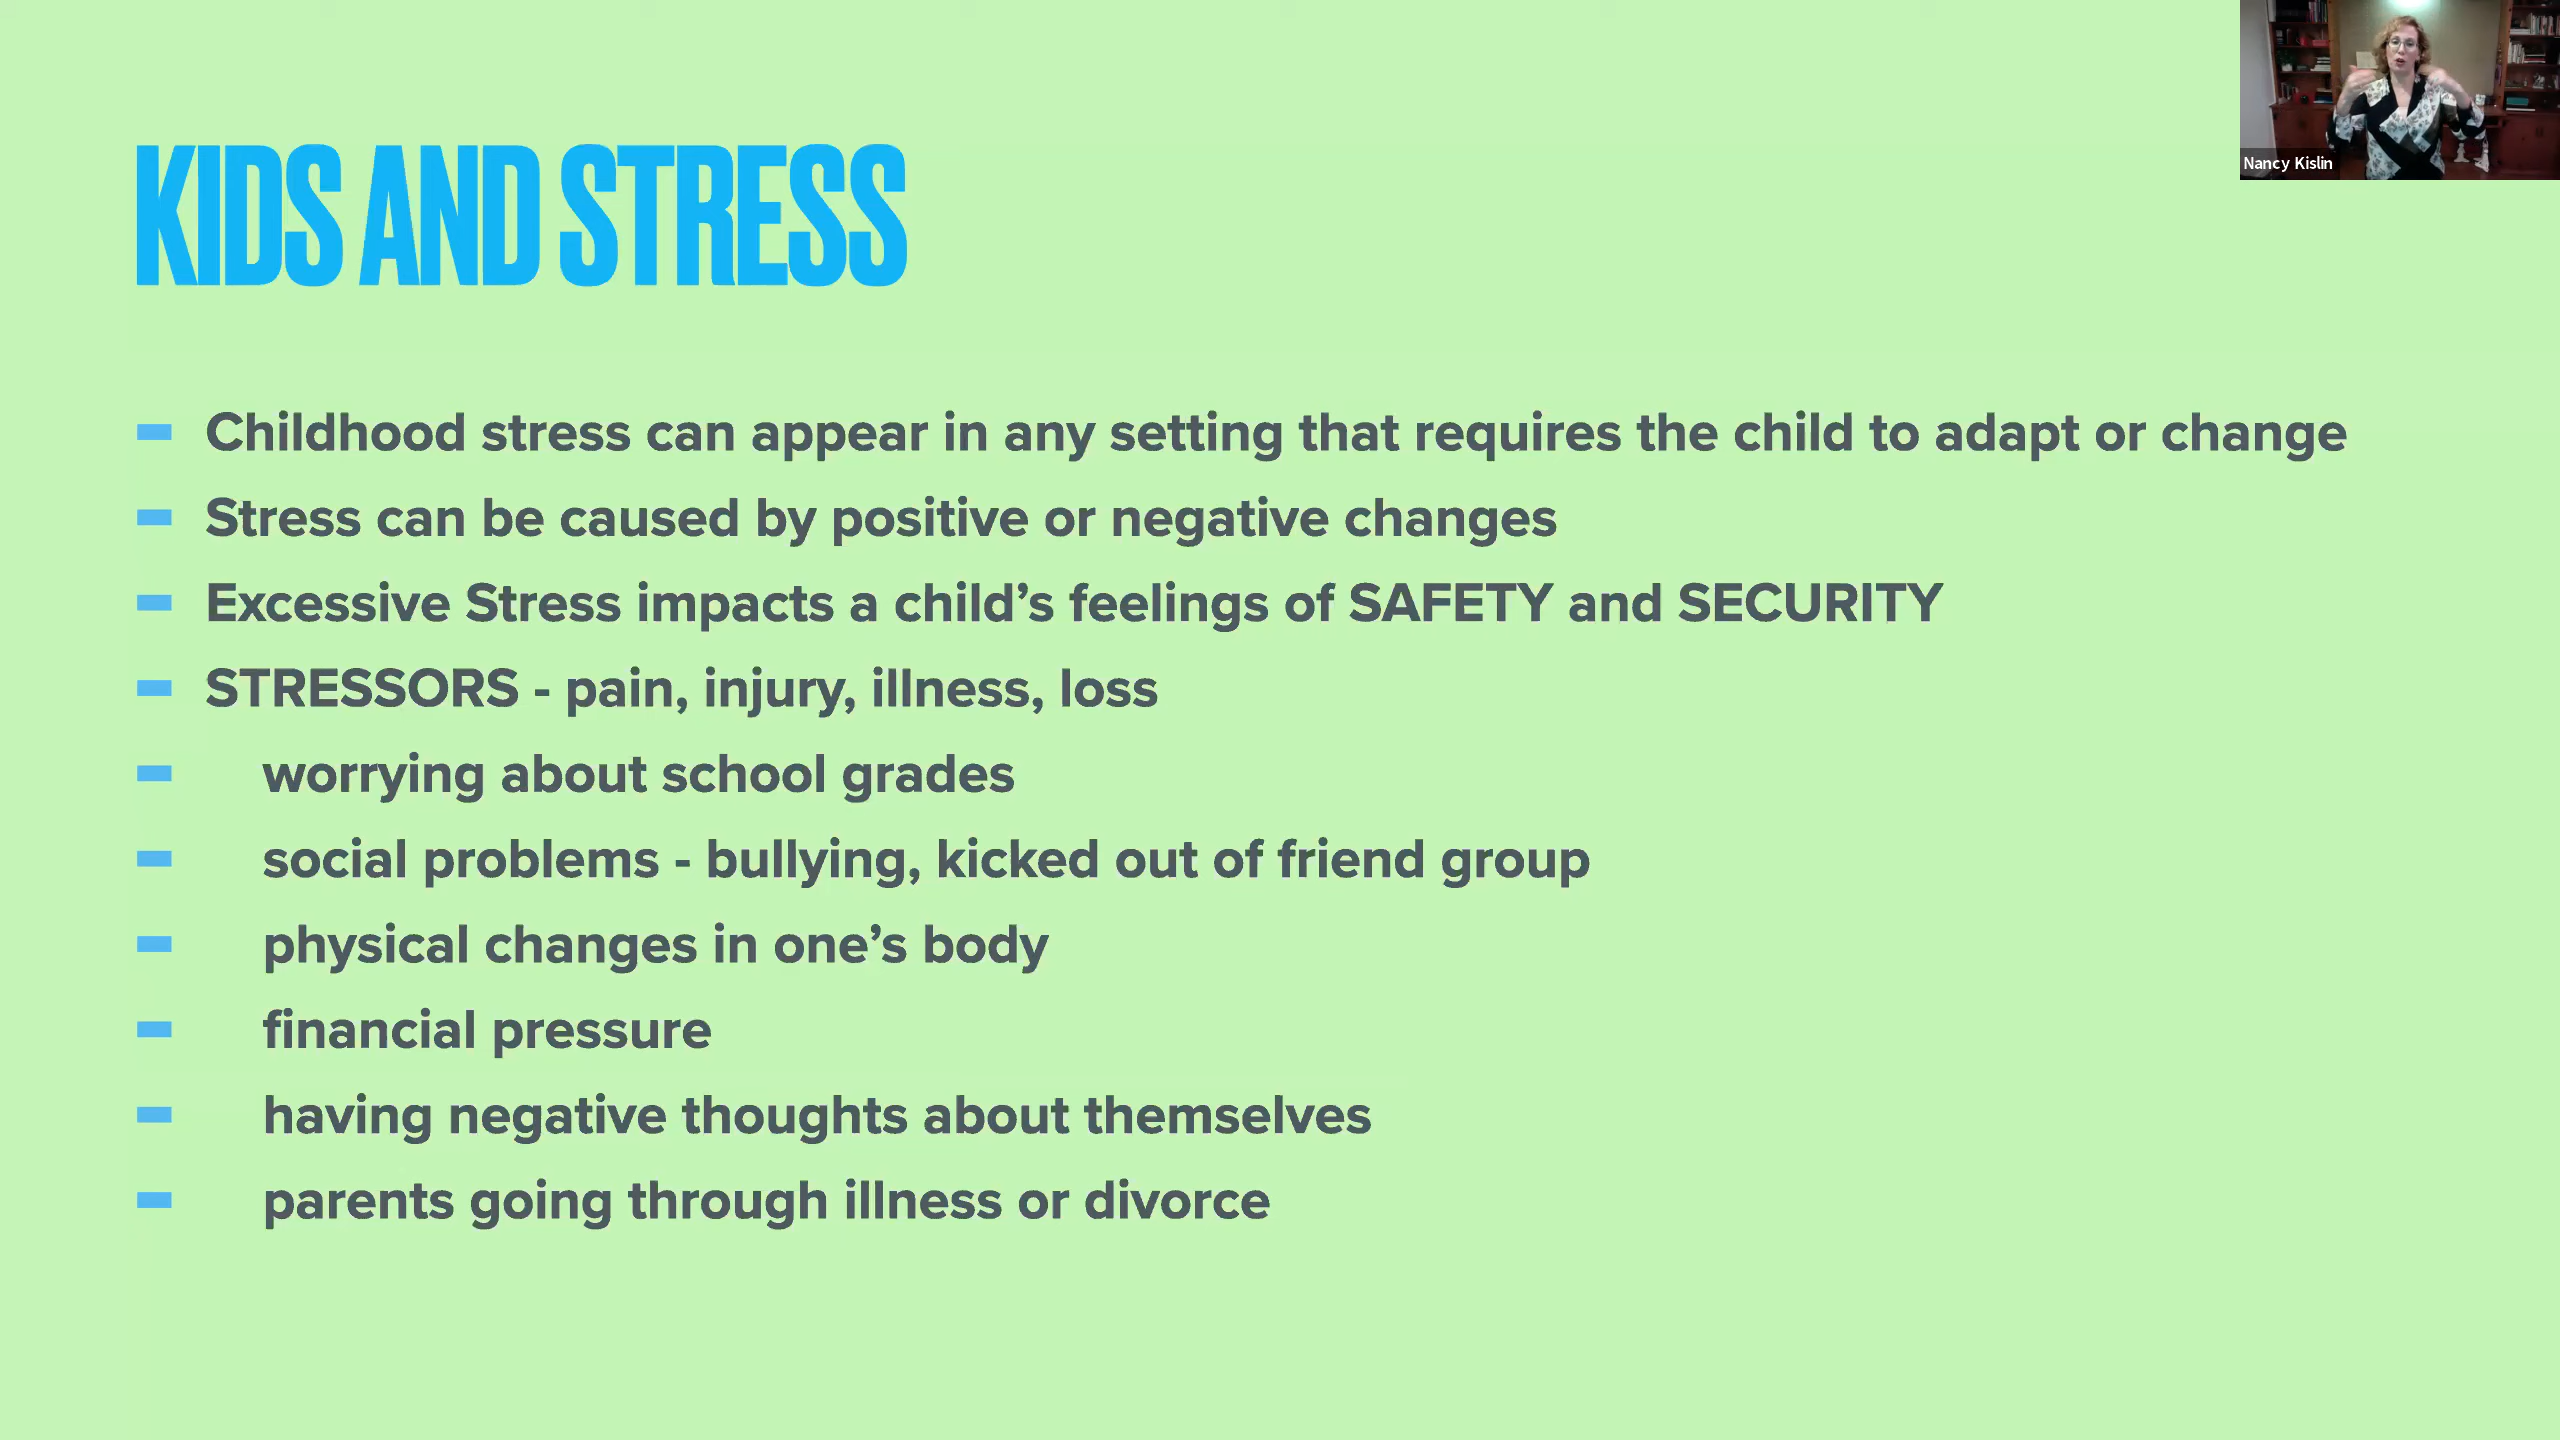 Nancy Kislin
KIDS AND STRESS
Childhood stress can appear in any setting that requires the child to adapt or change
Stress can be caused by positive or negative changes
Excessive Stress impacts a child’s feelings of SAFETY and SECURITY
STRESSORS - pain, injury, illness, loss
worrying about school grades
social problems - bullying, kicked out of friend group
physical changes in one’s body
financial pressure
having negative thoughts about themselves
parents going through illness or divorce